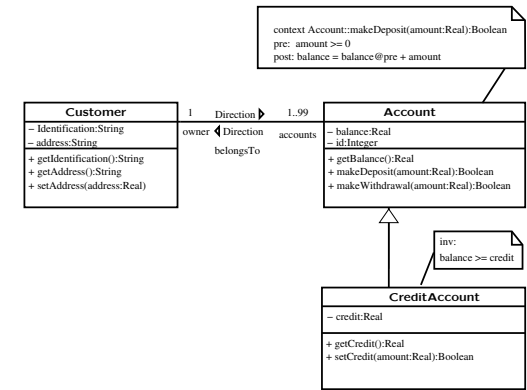 context Account::makeDeposit(amount:Real):Boolean
pre: amount >= 0
post: balance = balance@pre + amount
Customer
– Identification:String
– address:String
+ getIdentification():String
+ getAddress():String
+ setAddress(address:Real)
1 Direction 1..99
owner Direction accounts
belongsTo
Account
– balance:Real
– id:Integer
+ getBalance():Real
+ makeDeposit(amount:Real):Boolean
+ makeWithdrawal(amount:Real):Boolean
inv:
balance >= credit
CreditAccount
– credit:Real
+ getCredit():Real
+ setCredit(amount:Real):Boolean